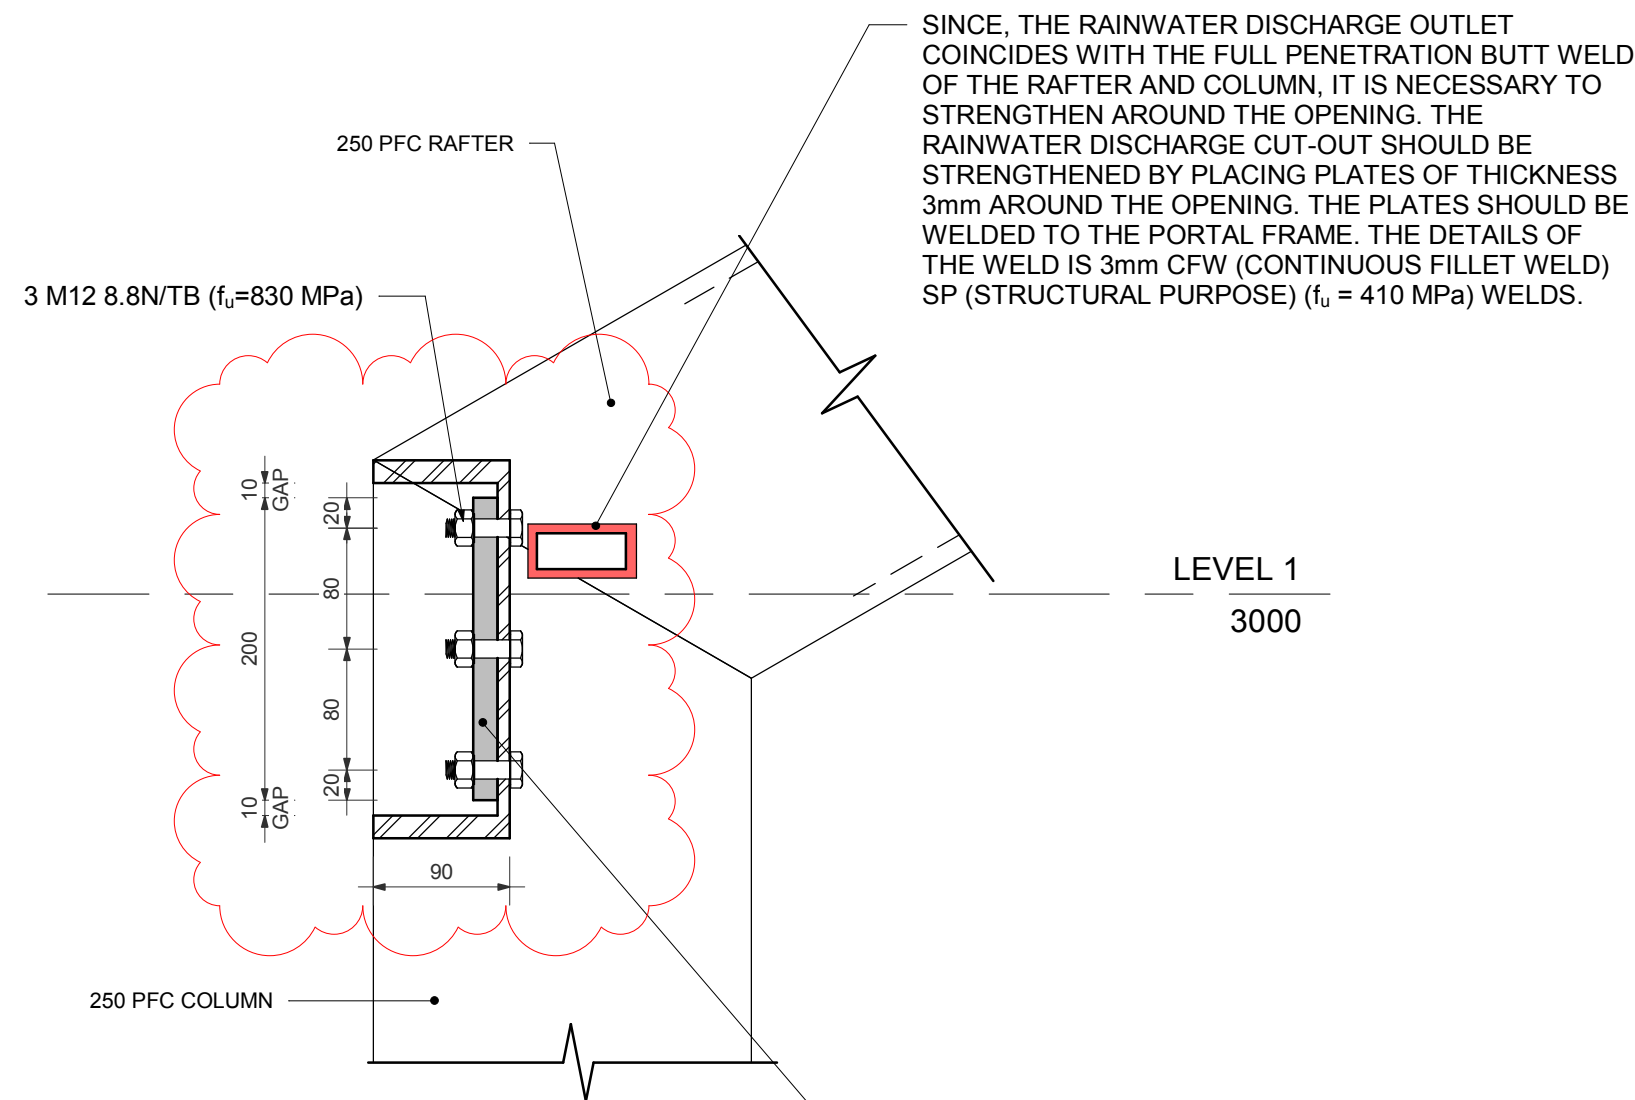 SINCE, THE RAINWATER DISCHARGE OUTLET
COINCIDES WITH THE FULL PENETRATION BUTT WELD
OF THE RAFTER AND COLUMN, IT IS NECESSARY TO
STRENGTHEN AROUND THE OPENING. THE
RAINWATER DISCHARGE CUT-OUT SHOULD BE
STRENGTHENED BY PLACING PLATES OF THICKNESS
3mm AROUND THE OPENING. THE PLATES SHOULD BE
WELDED TO THE PORTAL FRAME. THE DETAILS OF
THE WELD IS 3mm CFW (CONTINUOUS FILLET WELD)
SP (STRUCTURAL PURPOSE) (fu = 410 MPa) WELDS.
250 PFC RAFTER
3 M12 8.8N/TB (fu=830 MPa)
10
GAP
20
80
200
80
20
10
GAP
90
LEVEL 1
3000
250 PFC COLUMN